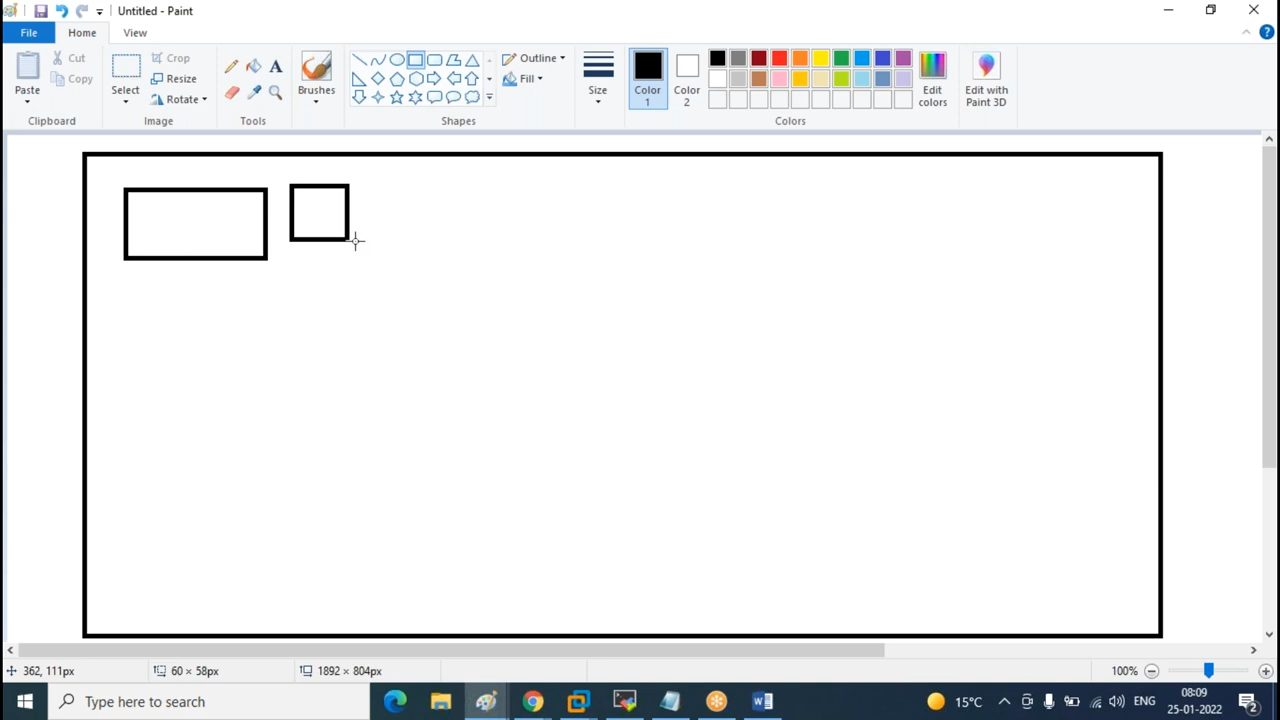 Untitled - Paint
File Home View
Paste
Clipboard
Cut
Copy
Select
Crop
Resize
Rotate
Image
A
Tools
Brushes
Shapes
Outline
Fill
Size
Color 1
Color 2
Colors
Edit colors
Edit with Paint 3D
362, 111px 60 × 58px 1892 × 804px 100%
Type here to search 15°C ENG 08:09 25-01-2022 2